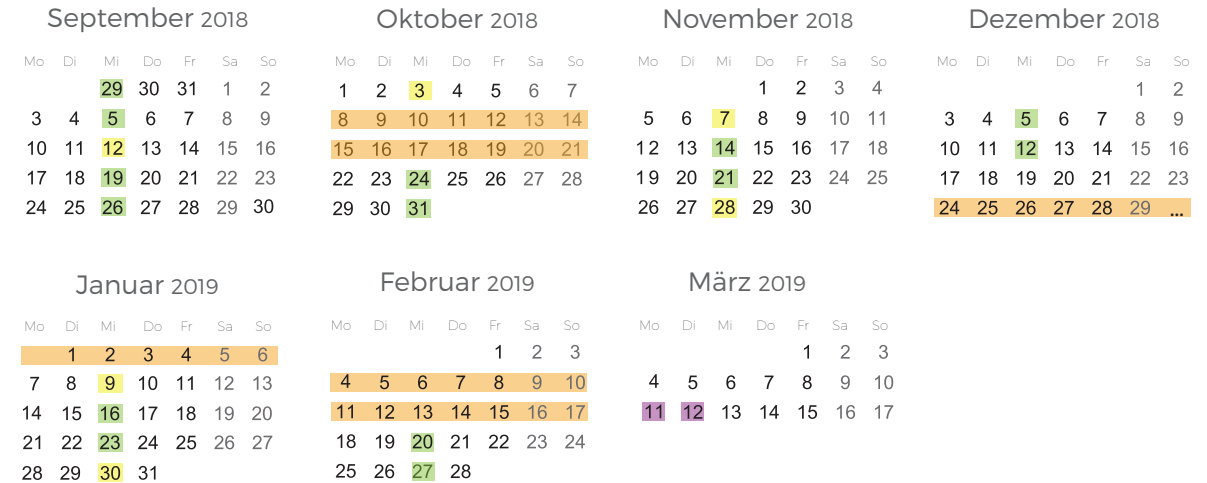 September 2018
Mo Di Mi Do Fr Sa So
29 30 31 1 2
3 4 5 6 7 8 9
10 11 12 13 14 15 16
17 18 19 20 21 22 23
24 25 26 27 28 29 30
Oktober 2018
Mo Di Mi Do Fr Sa So
1 2 3 4 5 6 7
8 9 10 11 12 13 14
15 16 17 18 19 20 21
22 23 24 25 26 27 28
29 30 31
November 2018
Mo Di Mi Do Fr Sa So
1 2 3 4
5 6 7 8 9 10 11
12 13 14 15 16 17 18
19 20 21 22 23 24 25
26 27 28 29 30
Dezember 2018
Mo Di Mi Do Fr Sa So
1 2
3 4 5 6 7 8 9
10 11 12 13 14 15 16
17 18 19 20 21 22 23
24 25 26 27 28 29 ...
Januar 2019
Mo Di Mi Do Fr Sa So
1 2 3 4 5 6
7 8 9 10 11 12 13
14 15 16 17 18 19 20
21 22 23 24 25 26 27
28 29 30 31
Februar 2019
Mo Di Mi Do Fr Sa So
1 2 3
4 5 6 7 8 9 10
11 12 13 14 15 16 17
18 19 20 21 22 23 24
25 26 27 28
März 2019
Mo Di Mi Do Fr Sa So
1 2 3
4 5 6 7 8 9 10
11 12 13 14 15 16 17